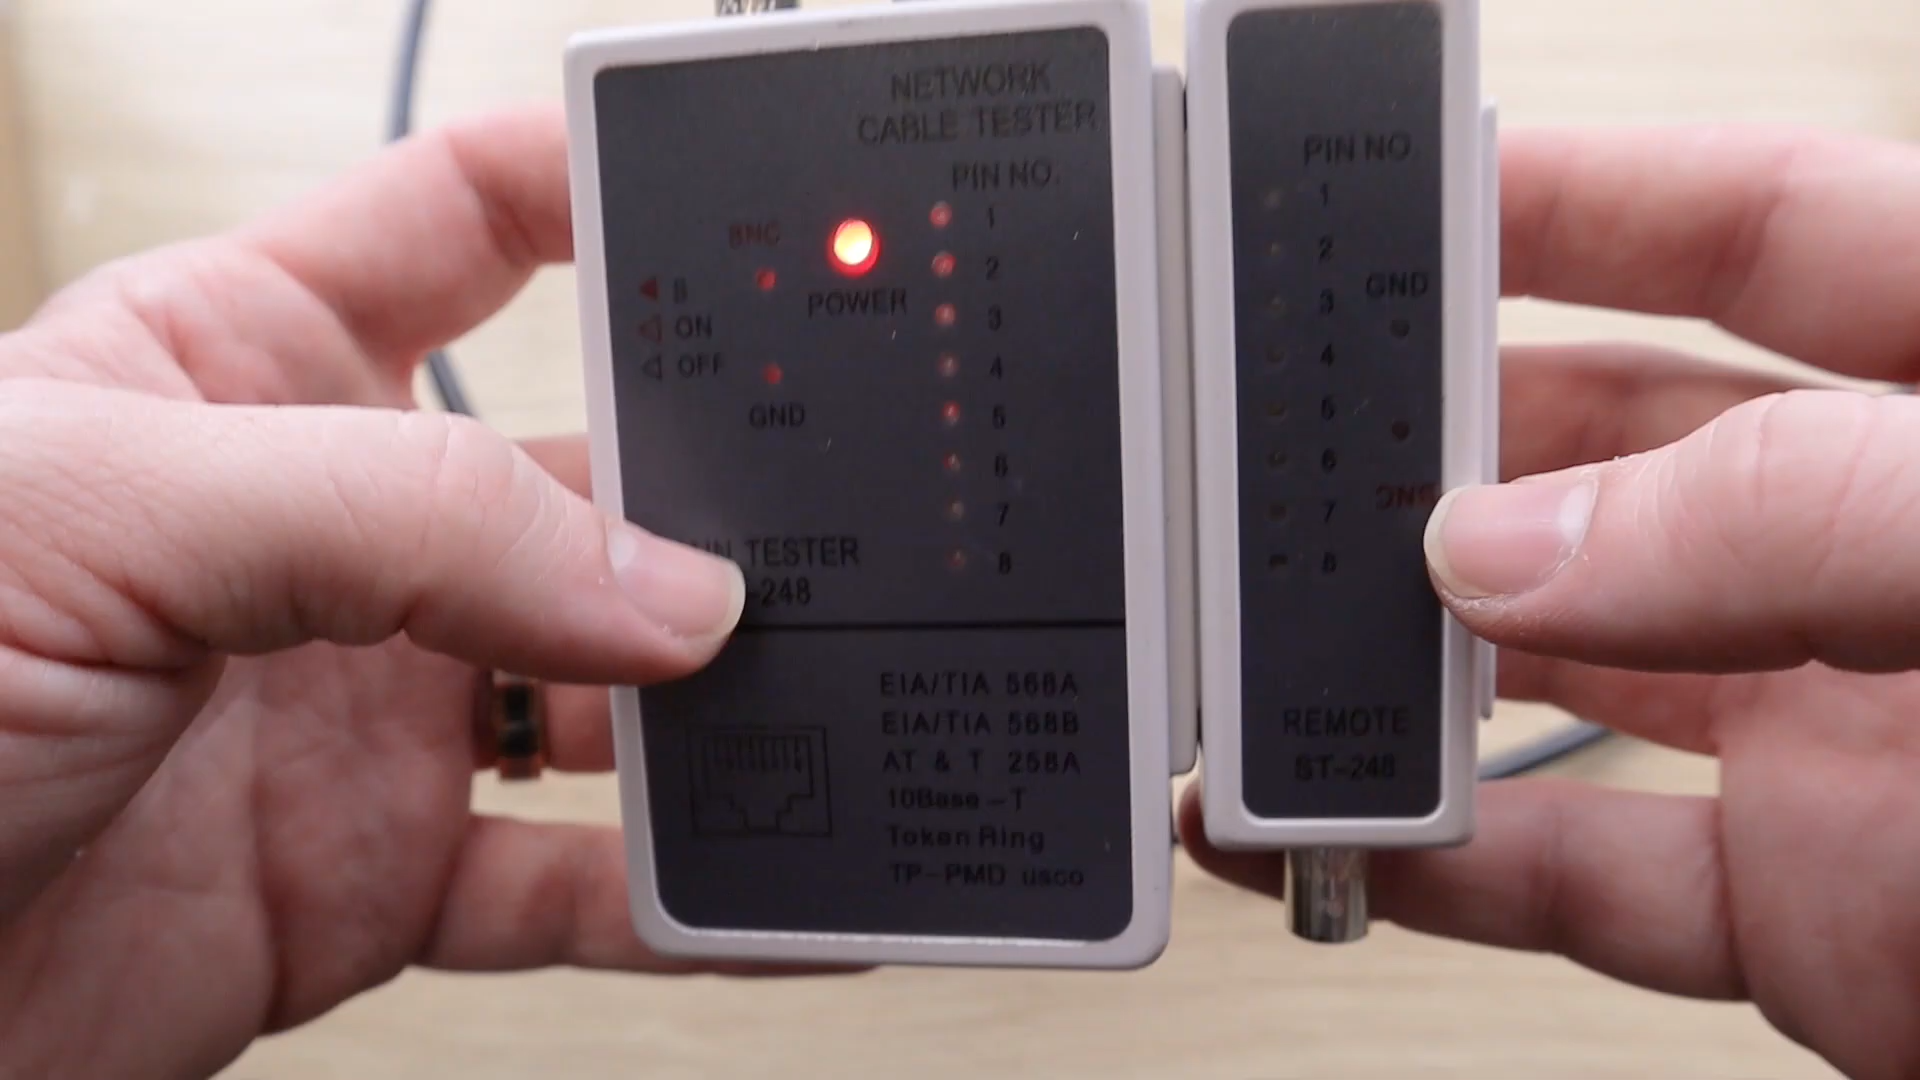 NETWORK
CABLE TESTER
PIN NO.
1
2
3
4
5
6
7
8
BNC
POWER
S
ON
OFF
GND
TESTER
-248
EIA/TIA 568A
EIA/TIA 568B
AT & T 258A
10Base-T
Token Ring
TP-PMD usco
PIN NO.
1
2
3
4
5
6
7
8
GND
BNC
REMOTE
ST-248